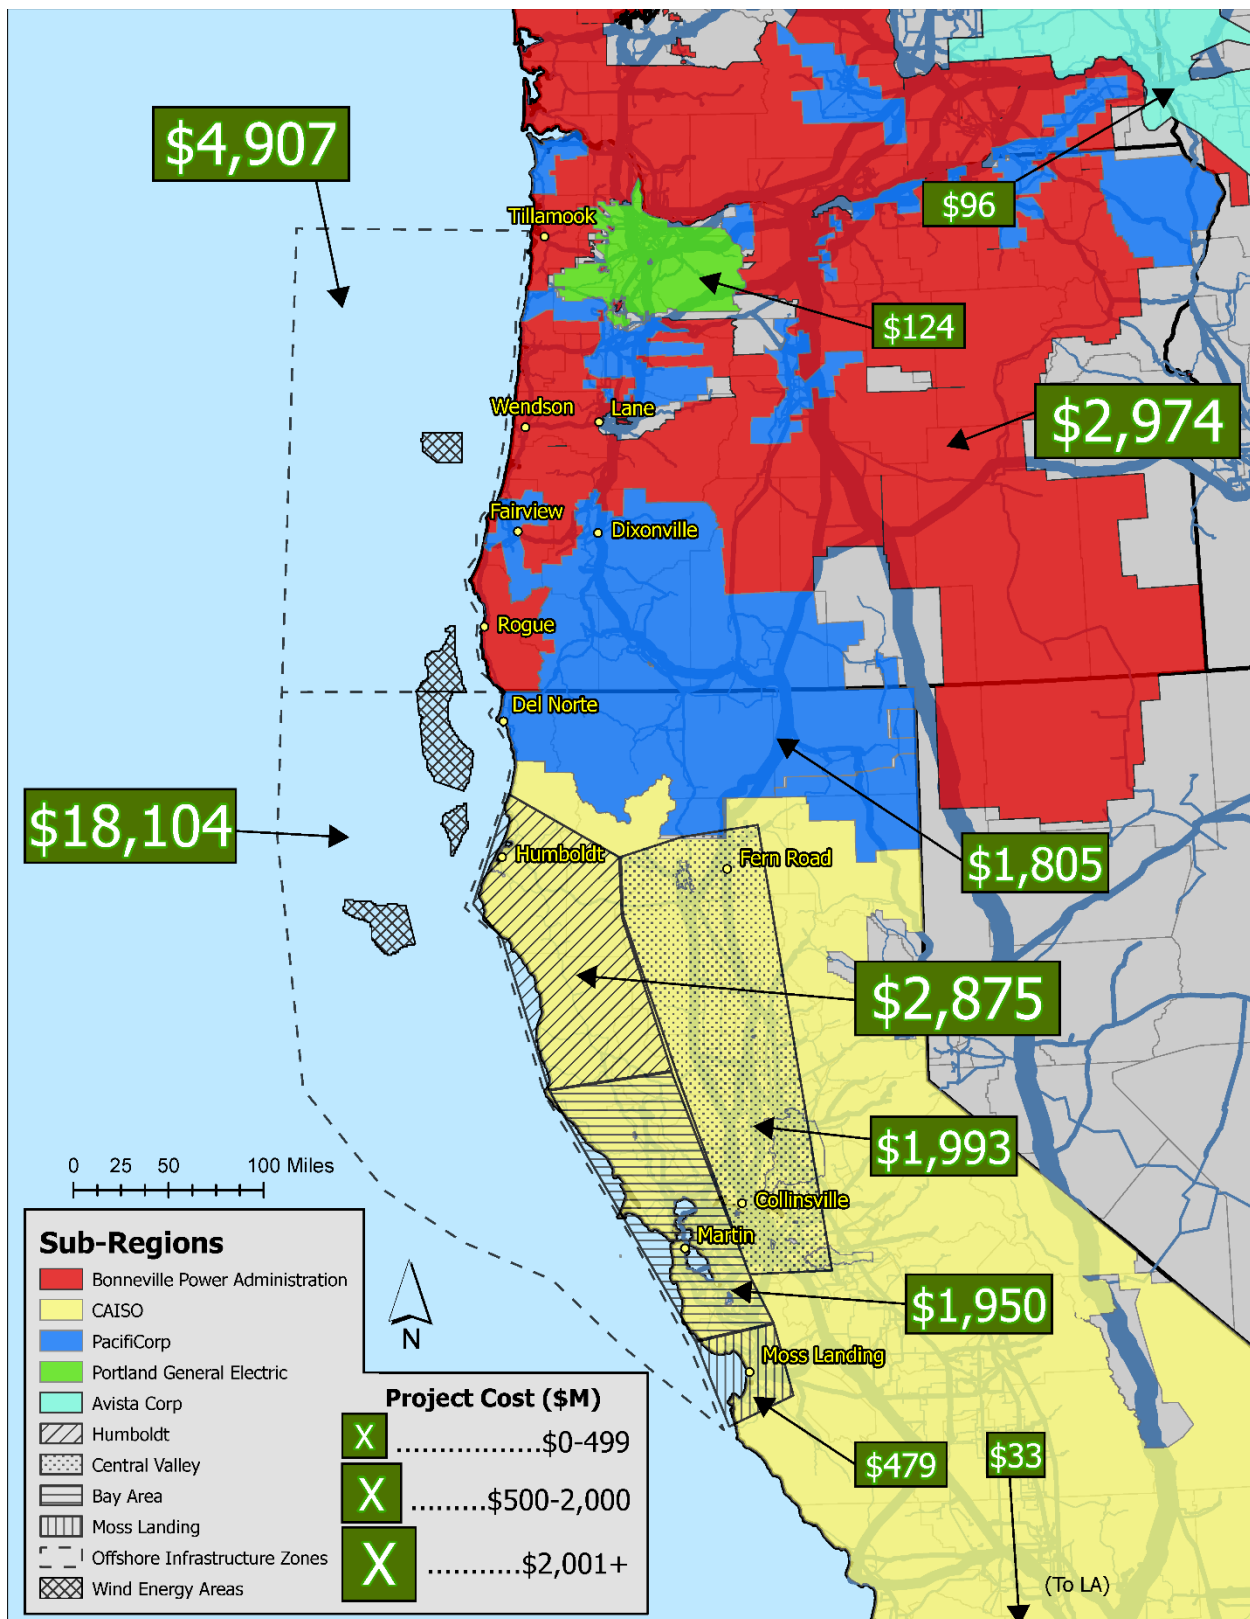 $4,907
$96
Tillamook
$124
$2,974
Wendson
Lane
Fairview
Dixonville
Rogue
Del Norte
$18,104
Humboldt
Fern Road
$1,805
$2,875
$1,993
0 25 50 100 Miles
Collinsville
Martin
$1,950
Moss Landing
$479
$33
(To LA)
N
Sub-Regions
Bonneville Power Administration
CAISO
PacifiCorp
Portland General Electric
Avista Corp
Humboldt
Central Valley
Bay Area
Moss Landing
Offshore Infrastructure Zones
Wind Energy Areas
Project Cost ($M)
X ..................$0-499
X .........$500-2,000
X ...........$2,001+